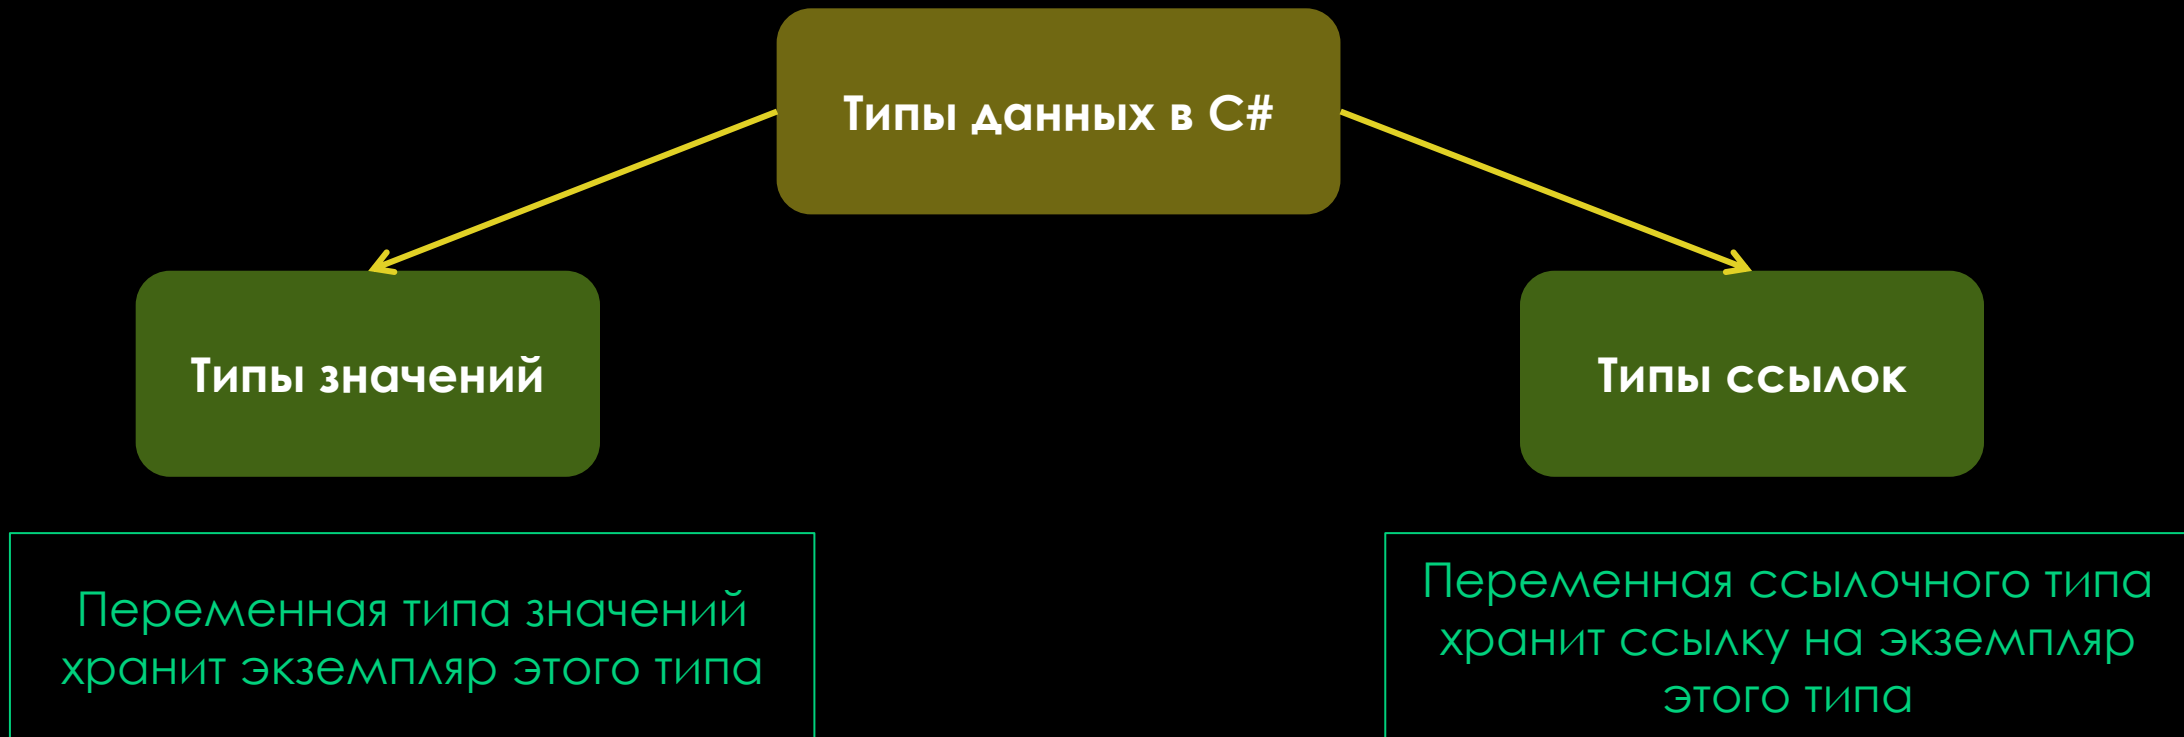 Типы данных в C#
Типы значений
Типы ссылок
Переменная типа значений
хранит экземпляр этого типа
Переменная ссылочного типа
хранит ссылку на экземпляр
этого типа